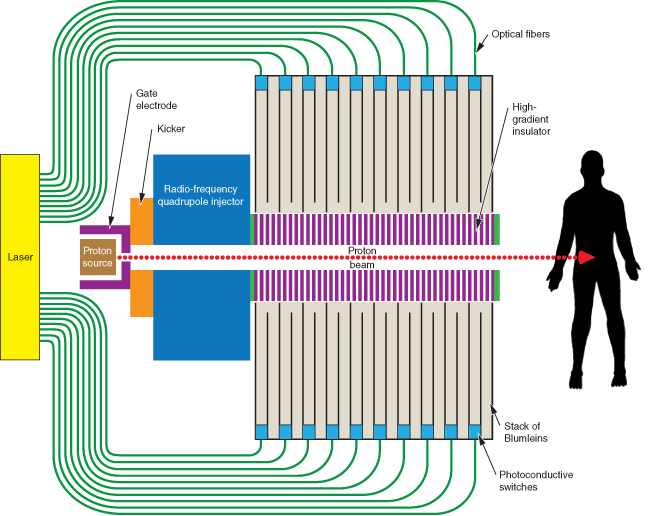 Optical fibers
Gate
electrode
Kicker
High-
gradient
insulator
Radio-frequency
quadrupole injector
Laser
Proton
source
Proton
beam
Stack of
Blumleins
Photoconductive
switches